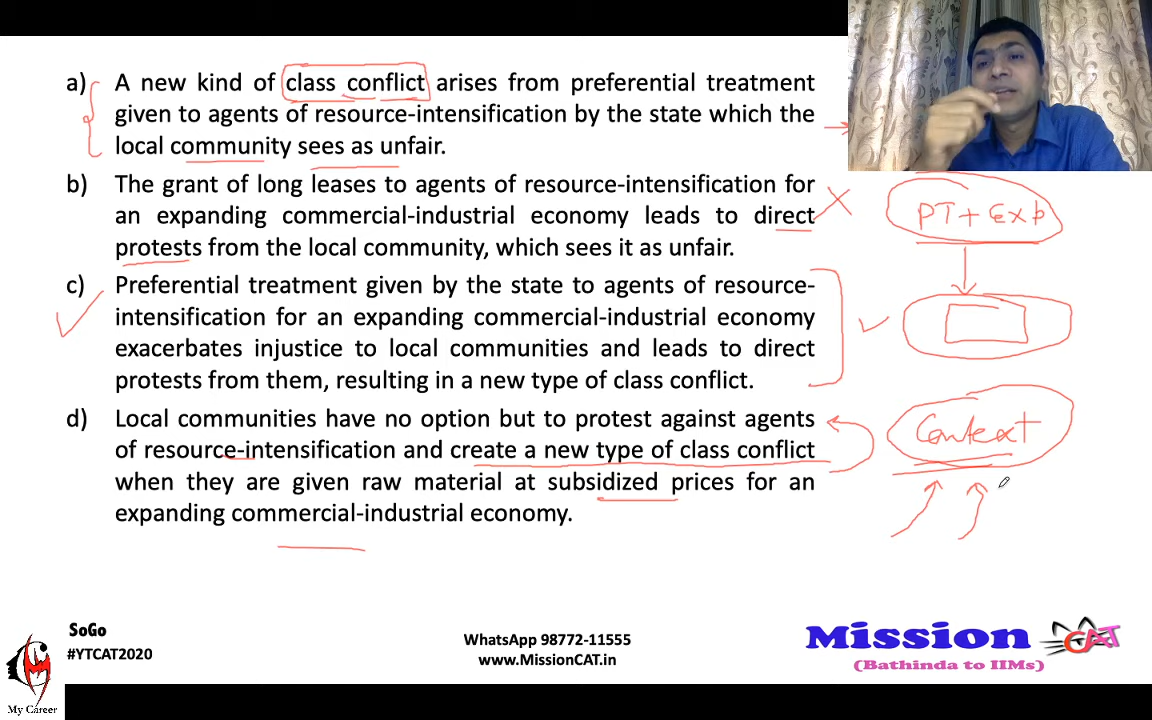 a) A new kind of class conflict arises from preferential treatment
given to agents of resource-intensification by the state which the
local community sees as unfair.
b) The grant of long leases to agents of resource-intensification for
an expanding commercial-industrial economy leads to direct
protests from the local community, which sees it as unfair.
PT + Exp
c) Preferential treatment given by the state to agents of resource-
intensification for an expanding commercial-industrial economy
exacerbates injustice to local communities and leads to direct
protests from them, resulting in a new type of class conflict.
d) Local communities have no option but to protest against agents
of resource-intensification and create a new type of class conflict
when they are given raw material at subsidized prices for an
expanding commercial-industrial economy.
Context
SoGo
#YTCAT2020
My Career
WhatsApp 98772-11555
www.MissionCAT.in
Mission CAT
(Bathinda to IIMs)